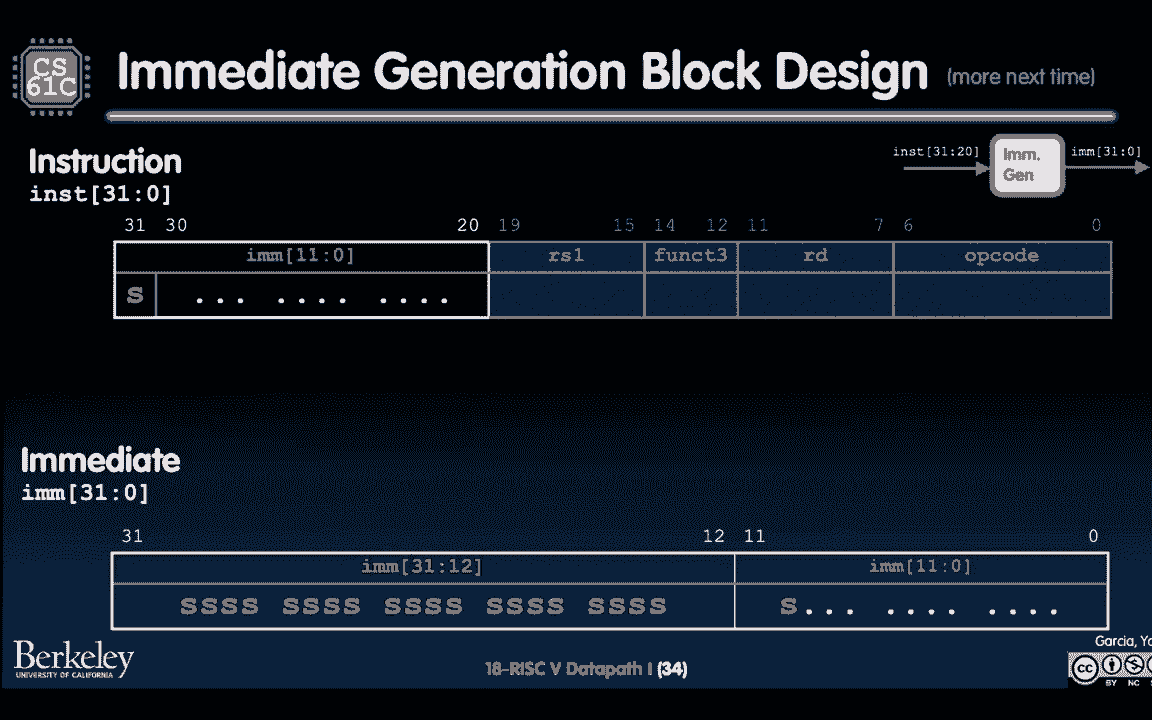 CS
61C
Immediate Generation Block Design (more next time)
Instruction
inst[31:0]
inst[31:20]
Imm.
Gen
imm[31:0]
31 30 20 19 15 14 12 11 7 6 0
imm[11:0] rs1 funct3 rd opcode
s ... .... ....
Immediate
imm[31:0]
31 12 11 0
imm[31:12] imm[11:0]
ssss ssss ssss ssss ssss s... .... ....
Berkeley
UNIVERSITY OF CALIFORNIA
18-RISC V Datapath I (34)
Garcia,
cc
BY NC